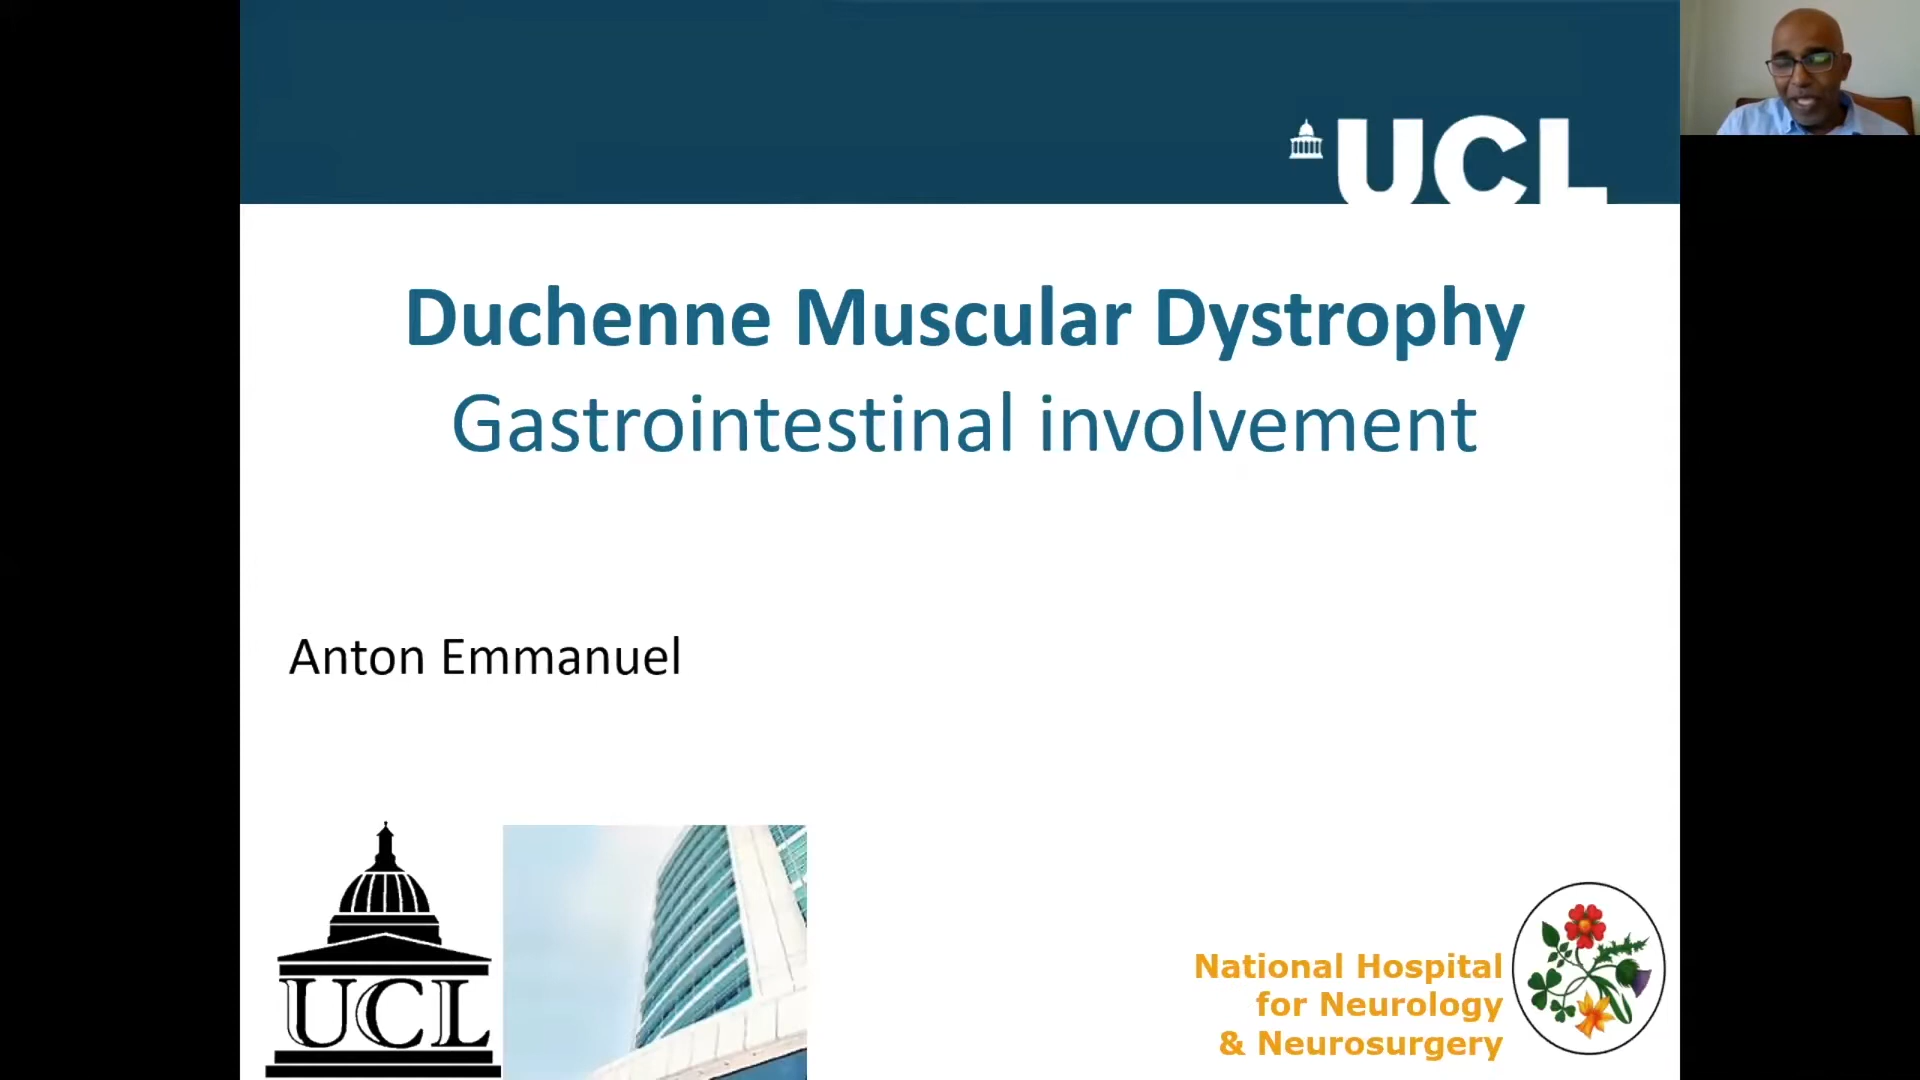 UCL
Duchenne Muscular Dystrophy
Gastrointestinal involvement
Anton Emmanuel
UCL
National Hospital
for Neurology
& Neurosurgery